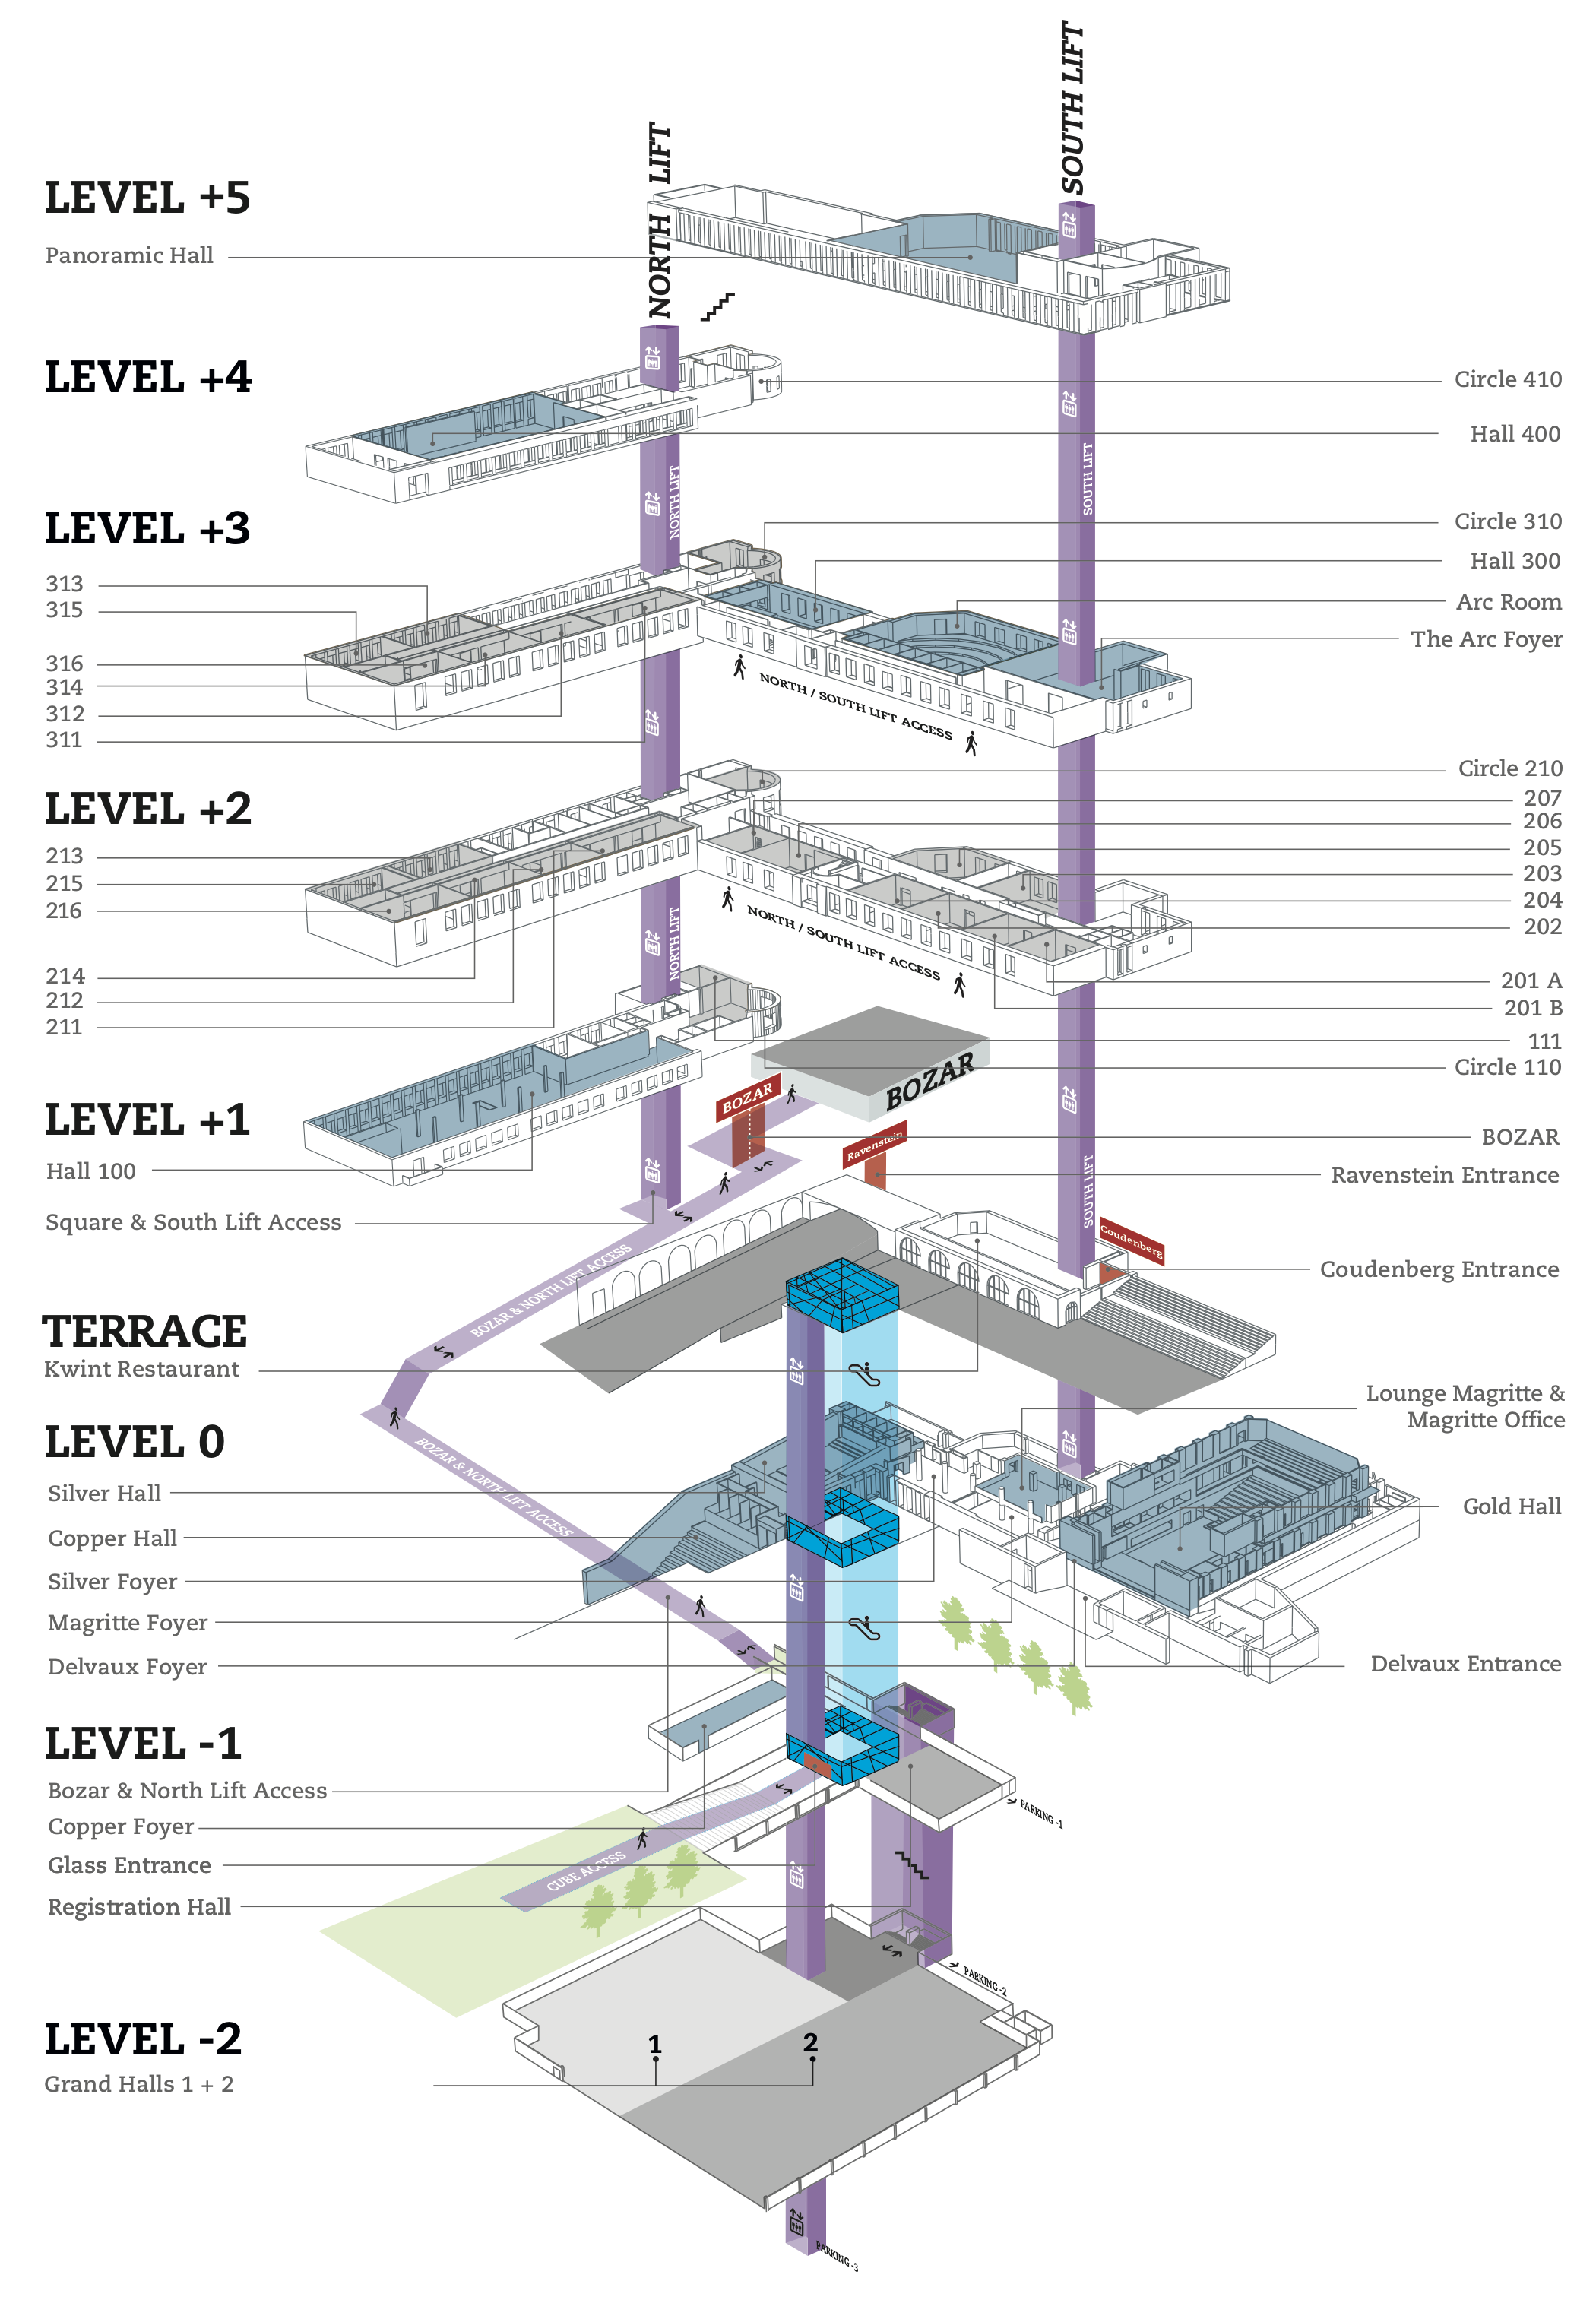 SOUTH LIFT
NORTH LIFT
LEVEL +5
Panoramic Hall
LEVEL +4
Circle 410
Hall 400
NORTH LIFT
SOUTH LIFT
LEVEL +3
Circle 310
Hall 300
Arc Room
The Arc Foyer
313
315
316
314
312
311
NORTH / SOUTH LIFT ACCESS
LEVEL +2
Circle 210
207
206
205
203
204
202
201 A
201 B
213
215
216
214
212
211
NORTH / SOUTH LIFT ACCESS
NORTH LIFT
111
Circle 110
LEVEL +1
Hall 100
Square & South Lift Access
BOZAR
BOZAR
BOZAR
Ravenstein
Ravenstein Entrance
SOUTH LIFT
Coudenberg
Coudenberg Entrance
BOZAR & NORTH LIFT ACCESS
TERRACE
Kwint Restaurant
Lounge Magritte &
Magritte Office
LEVEL 0
BOZAR & NORTH LIFT ACCESS
Silver Hall
Copper Hall
Silver Foyer
Magritte Foyer
Delvaux Foyer
Gold Hall
Delvaux Entrance
LEVEL -1
Bozar & North Lift Access
Copper Foyer
Glass Entrance
Registration Hall
PARKING -1
CUBE ACCESS
PARKING -2
LEVEL -2
Grand Halls 1 + 2
1
2
PARKING -3